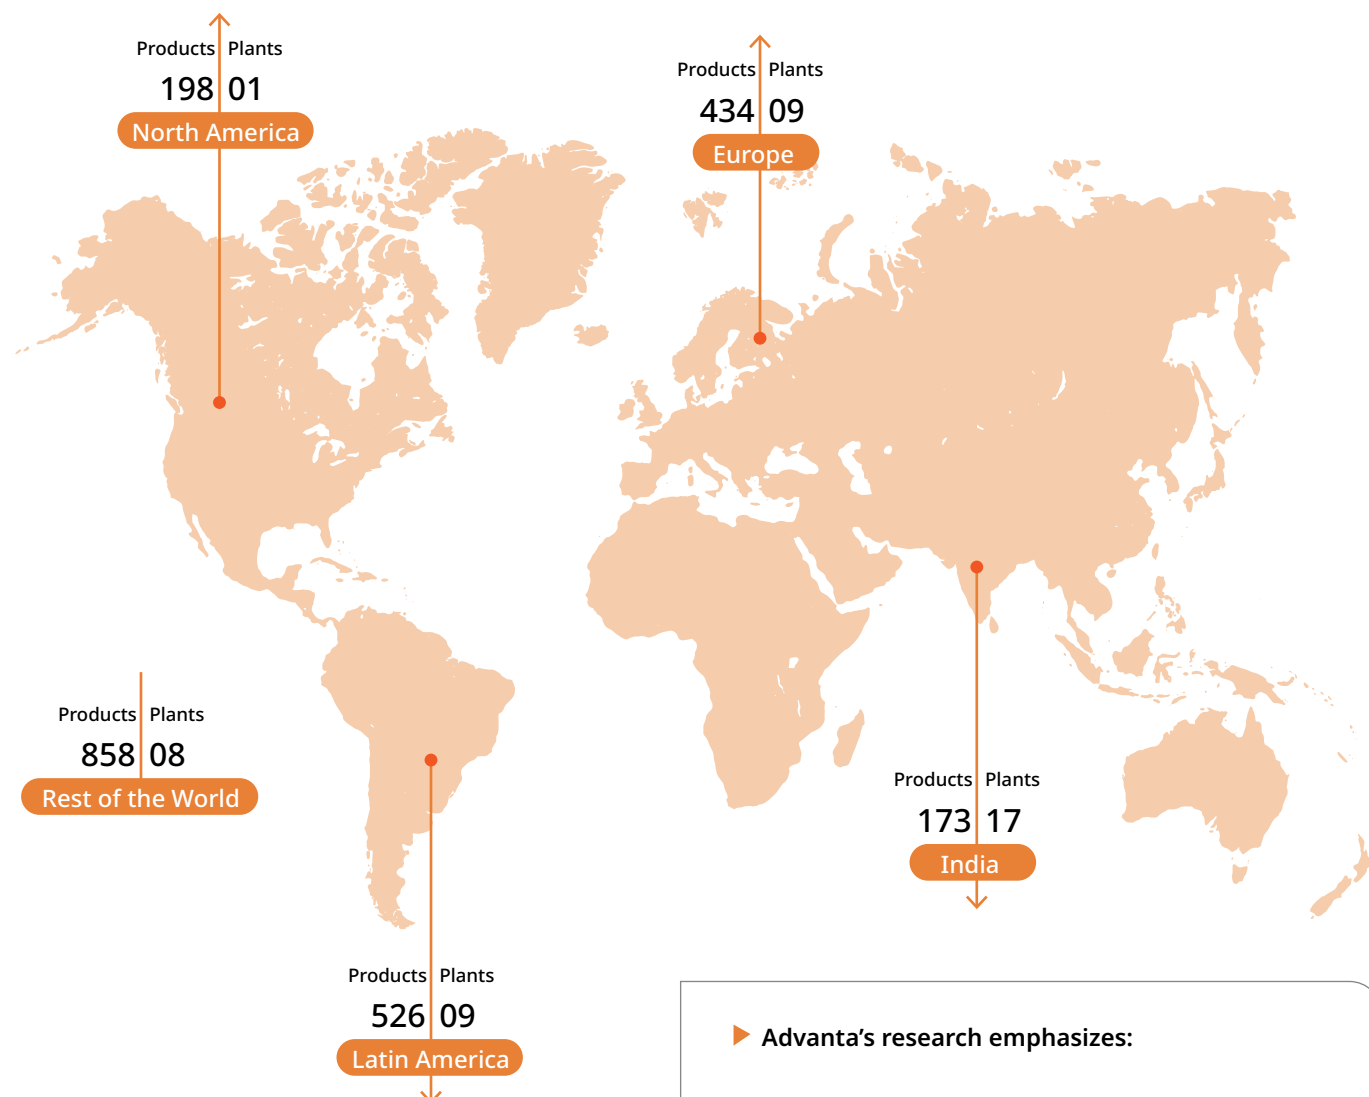 Products Plants
198 01
North America
Products Plants
434 09
Europe
Products Plants
858 08
Rest of the World
Products Plants
173 17
India
Products Plants
526 09
Latin America
Advanta’s research emphasizes: